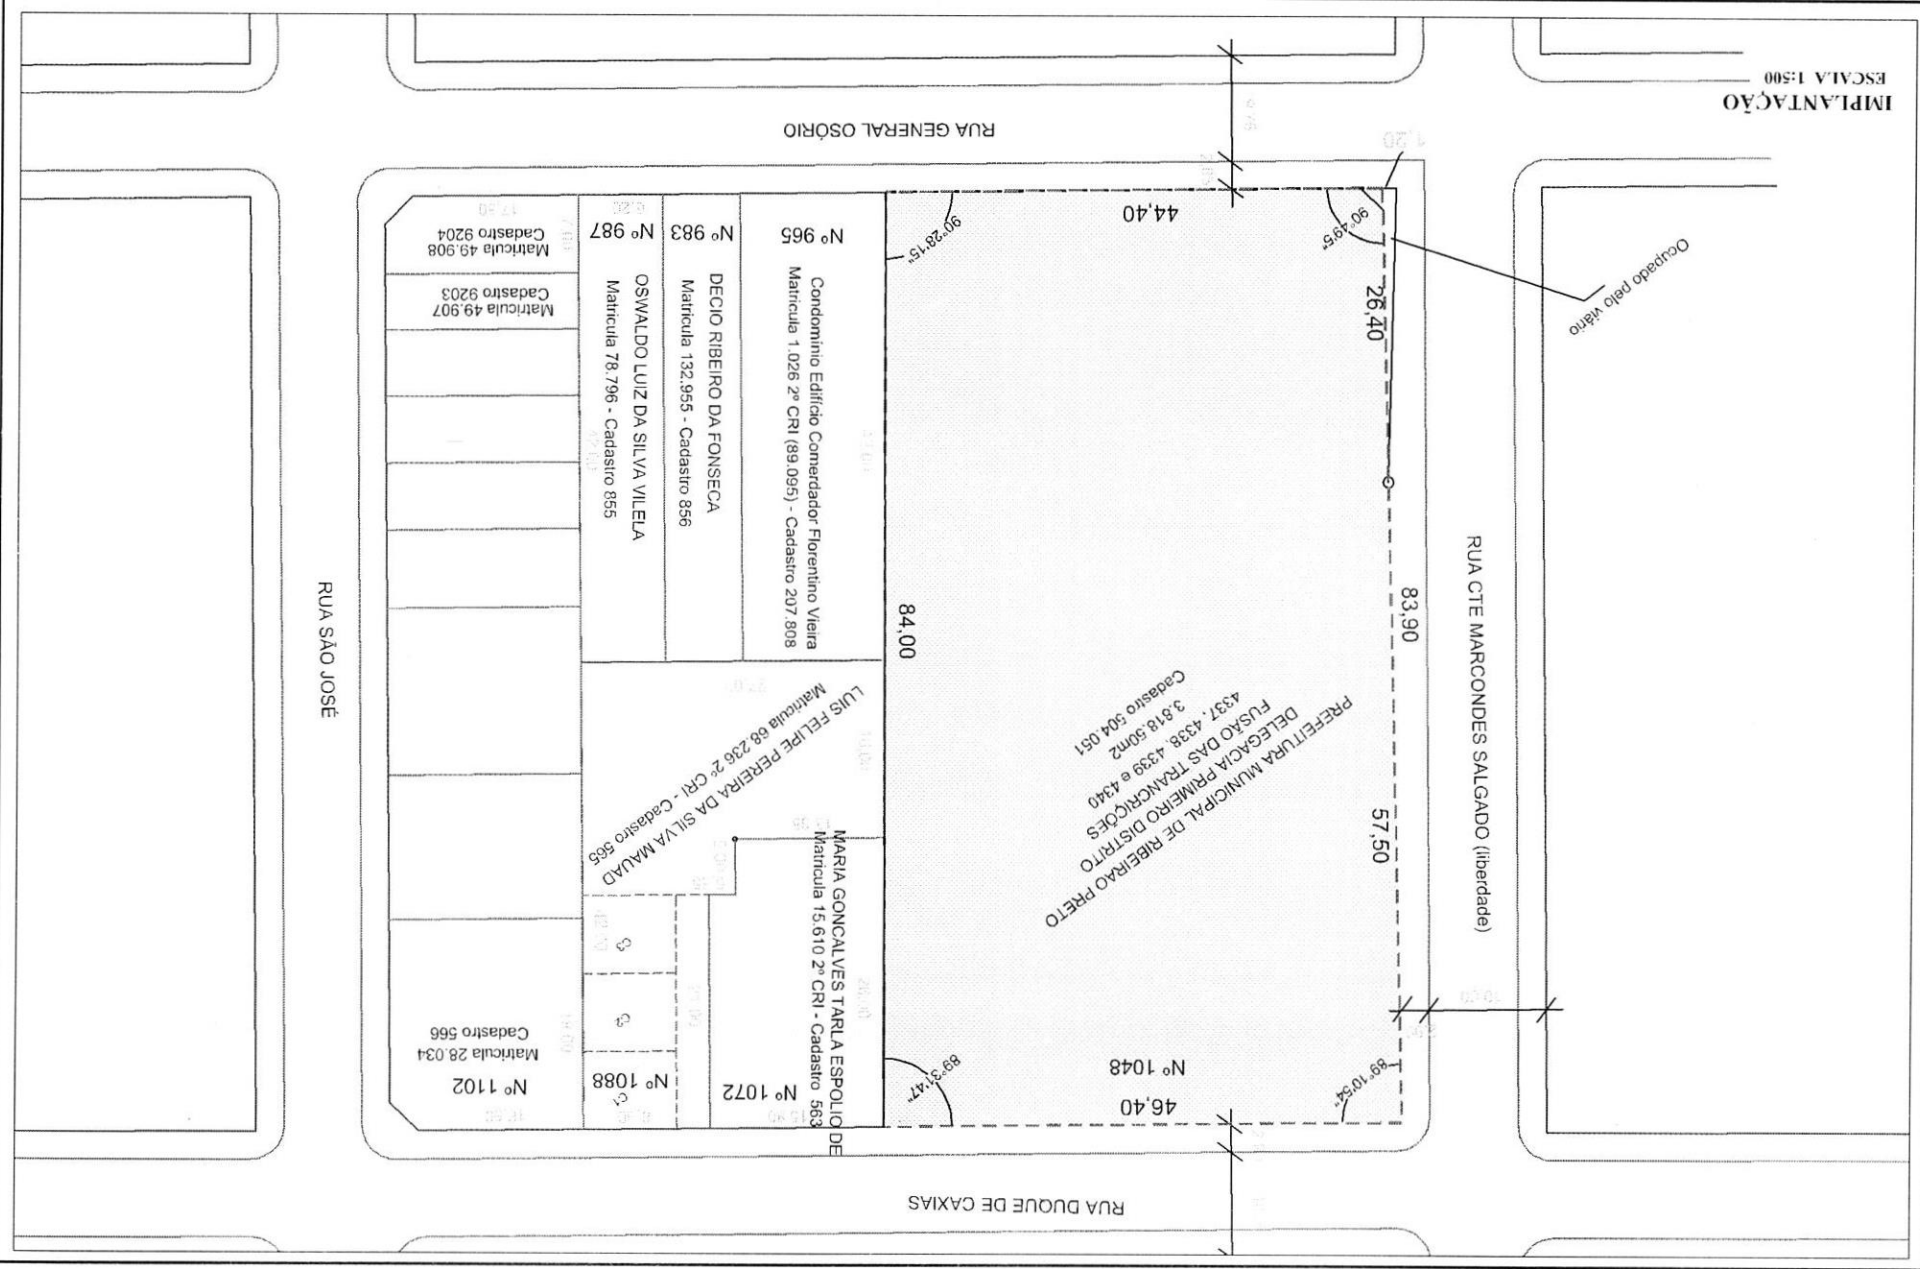 IMPLANTAÇÃO
ESCALA 1:500
RUA DUQUE DE CAXIAS
46,40
Nº 1048
89°10'54"
89°31'47"
Nº 1072
Nº 1088
Nº 1102
Matricula 28.034
Cadastro 566
C1
C2
C3
MARIA GONCALVES TARLA ESPOLIO DE
Matricula 15.610 2º CRI - Cadastro 563
LUIS FELIPE PEREIRA DA SILVA MAUAD
Matricula 68.236 2º CRI - Cadastro 565
PREFEITURA MUNICIPAL DE RIBEIRAO PRETO
DELEGACIA PRIMEIRO DISTRITO
FUSÃO DAS TRANCRIÇÕES
4337, 4338, 4339 e 4340
3.818,50m2
Cadastro 504.051
57,50
83,90
84,00
26,40
RUA CTE MARCONDES SALGADO (liberdade)
RUA SÃO JOSÉ
Condominio Edifício Comerdador Florentino Vieira
Matricula 1.026 2º CRI (89.095) - Cadastro 207.808
Nº 965
DECIO RIBEIRO DA FONSECA
Matricula 132.955 - Cadastro 856
Nº 983
OSWALDO LUIZ DA SILVA VILELA
Matricula 78.796 - Cadastro 855
Nº 987
Matricula 49.907
Cadastro 9203
Matricula 49.908
Cadastro 9204
Ocupado pelo viário
90°49'5"
90°28'15"
44,40
1,20
RUA GENERAL OSÓRIO